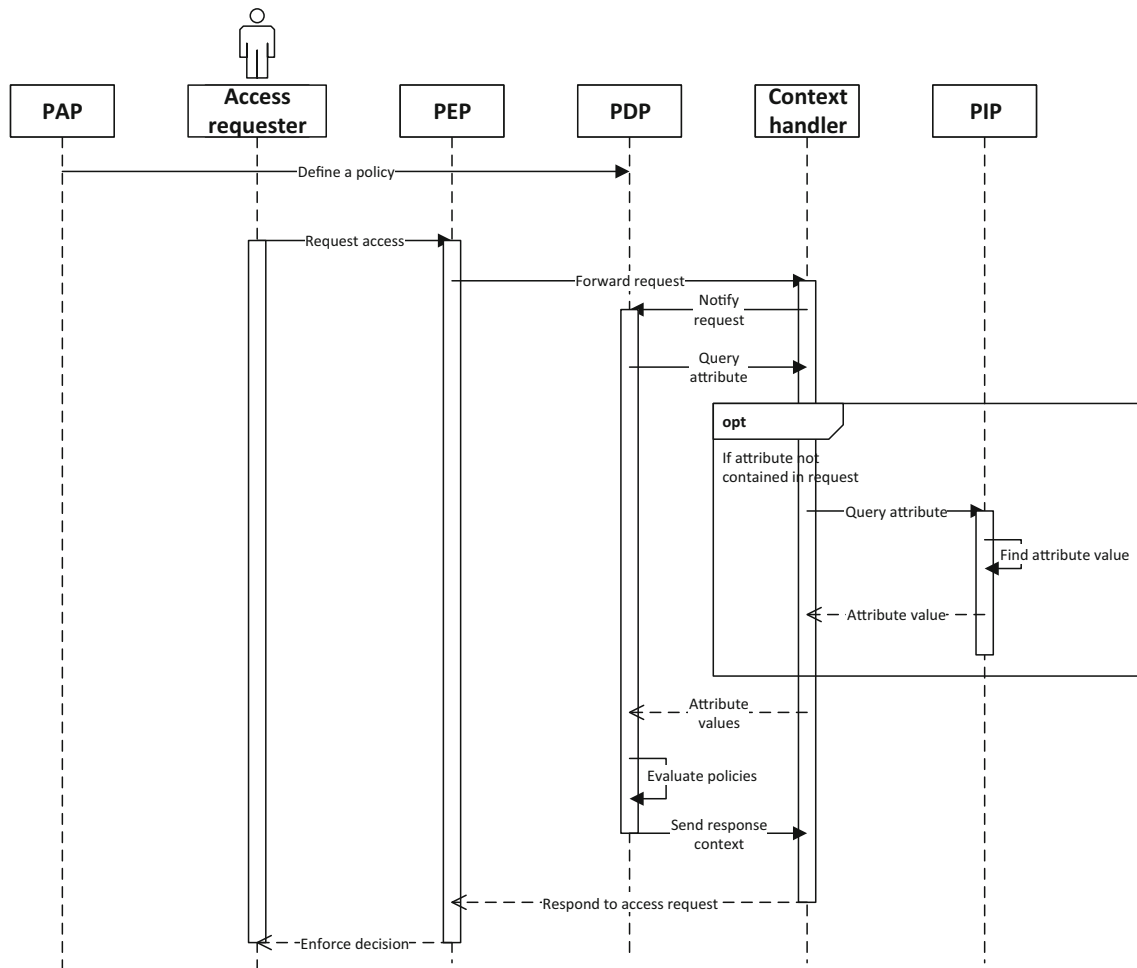 PAP
Access
requester
PEP
PDP
Context
handler
PIP
Define a policy
Request access
Forward request
Notify
request
Query
attribute
opt
If attribute not
contained in request
Query attribute
Find attribute value
Attribute value
Attribute
values
Evaluate policies
Send response
context
Respond to access request
Enforce decision